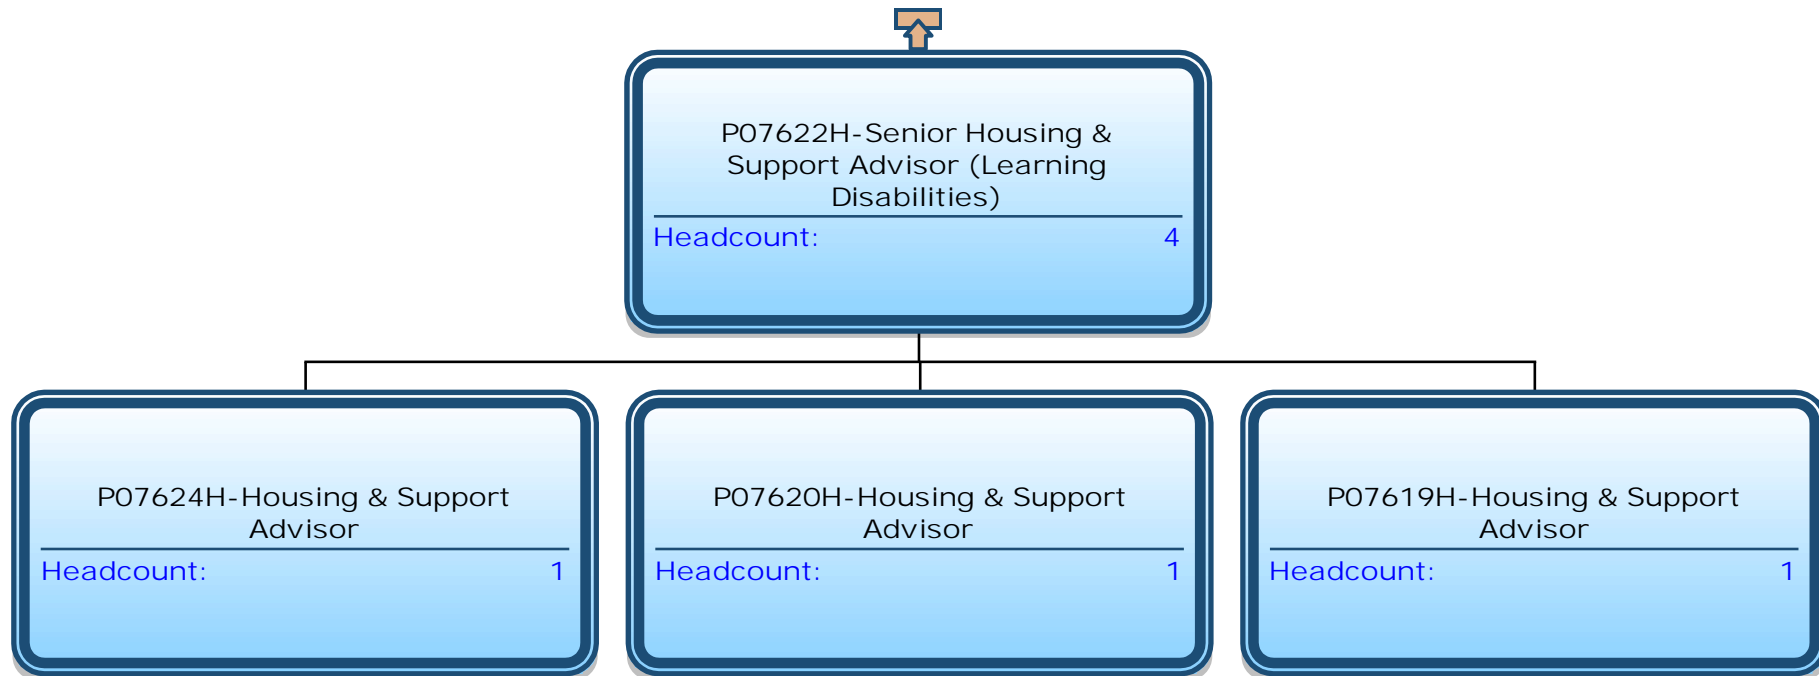 P07622H-Senior Housing &
Support Advisor (Learning
Disabilities)
Headcount: 4
P07624H-Housing & Support
Advisor
Headcount: 1
P07620H-Housing & Support
Advisor
Headcount: 1
P07619H-Housing & Support
Advisor
Headcount: 1